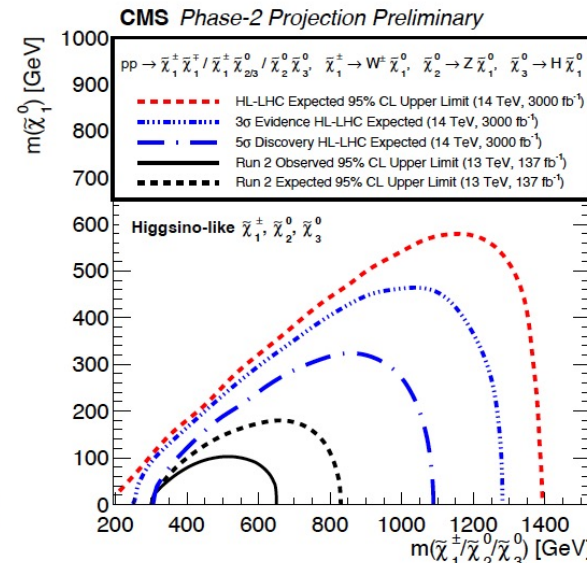 CMS Phase-2 Projection Preliminary
m(χ̃₁⁰) [GeV]
1000
900
800
700
600
500
400
300
200
100
0
pp → χ̃₁± χ̃₁∓ / χ̃₁± χ̃₂/₃⁰ / χ̃₂⁰ χ̃₃⁰, χ̃₁± → W± χ̃₁⁰, χ̃₂⁰ → Z χ̃₁⁰, χ̃₃⁰ → H χ̃₁⁰
HL-LHC Expected 95% CL Upper Limit (14 TeV, 3000 fb⁻¹)
3σ Evidence HL-LHC Expected (14 TeV, 3000 fb⁻¹)
5σ Discovery HL-LHC Expected (14 TeV, 3000 fb⁻¹)
Run 2 Observed 95% CL Upper Limit (13 TeV, 137 fb⁻¹)
Run 2 Expected 95% CL Upper Limit (13 TeV, 137 fb⁻¹)
Higgsino-like χ̃₁±, χ̃₂⁰, χ̃₃⁰
200 400 600 800 1000 1200 1400
m(χ̃₁±/χ̃₂⁰/χ̃₃⁰) [GeV]